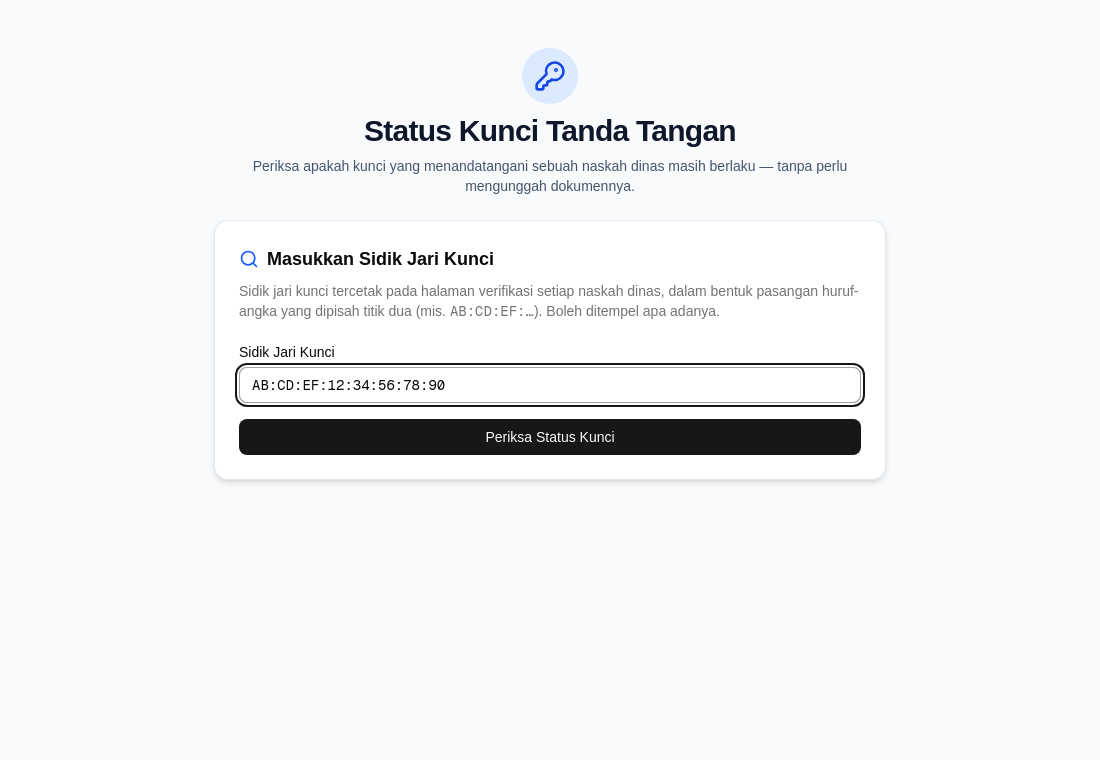 Status Kunci Tanda Tangan
Periksa apakah kunci yang menandatangani sebuah naskah dinas masih berlaku — tanpa perlu
mengunggah dokumennya.
Masukkan Sidik Jari Kunci
Sidik jari kunci tercetak pada halaman verifikasi setiap naskah dinas, dalam bentuk pasangan huruf-
angka yang dipisah titik dua (mis. AB:CD:EF:…). Boleh ditempel apa adanya.
Sidik Jari Kunci
AB:CD:EF:12:34:56:78:90
Periksa Status Kunci